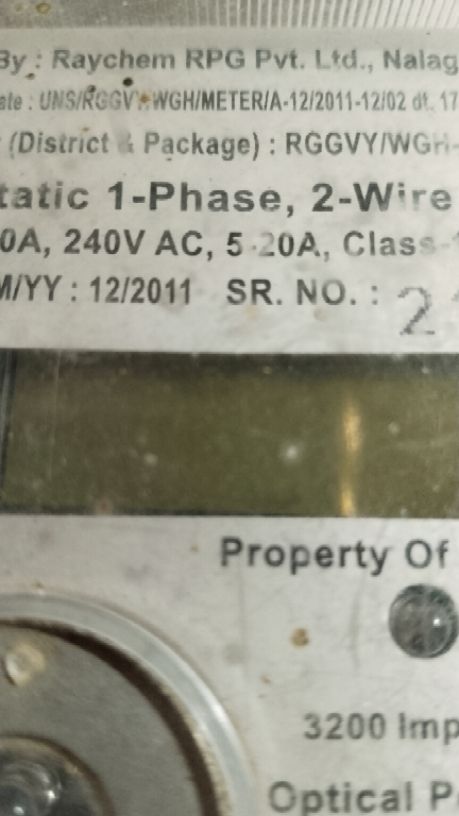 By : Raychem RPG Pvt. Ltd., Nalag
ate : UNS/RGGVY-WGH/METER/A-12/2011-12/02 dt. 17
(District & Package) : RGGVY/WGH-
tatic 1-Phase, 2-Wire
0A, 240V AC, 5-20A, Class-1
M/YY : 12/2011 SR. NO. : 2
Property Of
3200 Imp
Optical P